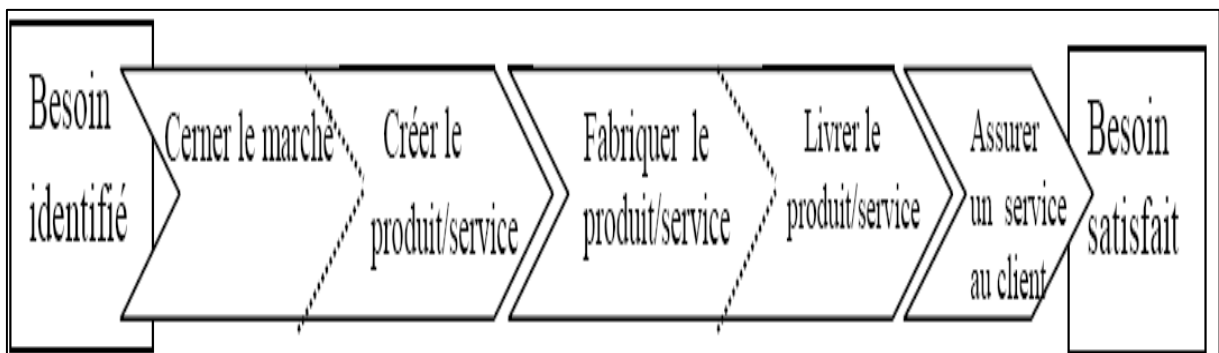 Besoin
identifié
Cerner le marché
Créer le
produit/service
Fabriquer le
produit/service
Livrer le
produit/service
Assurer
un service
au client
Besoin
satisfait